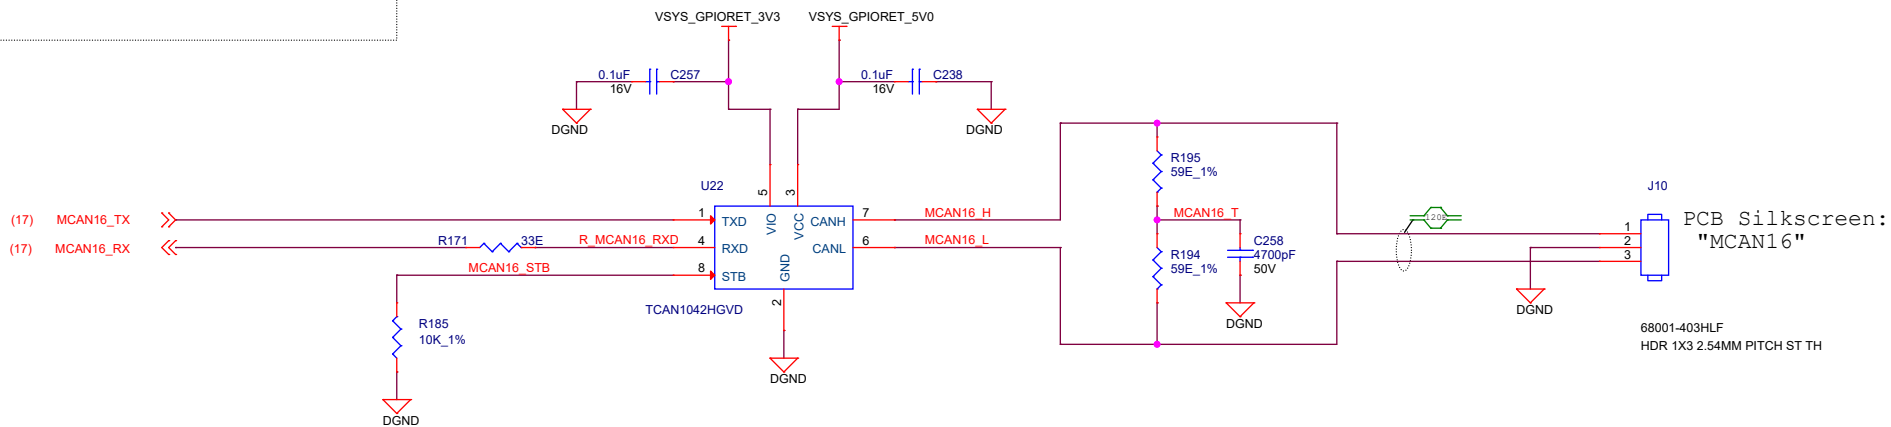 VSYS_GPIORET_3V3
VSYS_GPIORET_5V0
0.1uF
C257
16V
0.1uF
C238
16V
DGND
DGND
U22
5
3
(17) MCAN16_TX
1
TXD
VIO
VCC
CANH
7
MCAN16_H
(17) MCAN16_RX
R171
33E
R_MCAN16_RXD
4
RXD
CANL
6
MCAN16_L
MCAN16_STB
8
STB
GND
2
TCAN1042HGVD
DGND
R185
10K_1%
DGND
R195
59E_1%
MCAN16_T
R194
59E_1%
C258
4700pF
50V
DGND
120E
J10
1
2
3
PCB Silkscreen:
"MCAN16"
DGND
68001-403HLF
HDR 1X3 2.54MM PITCH ST TH